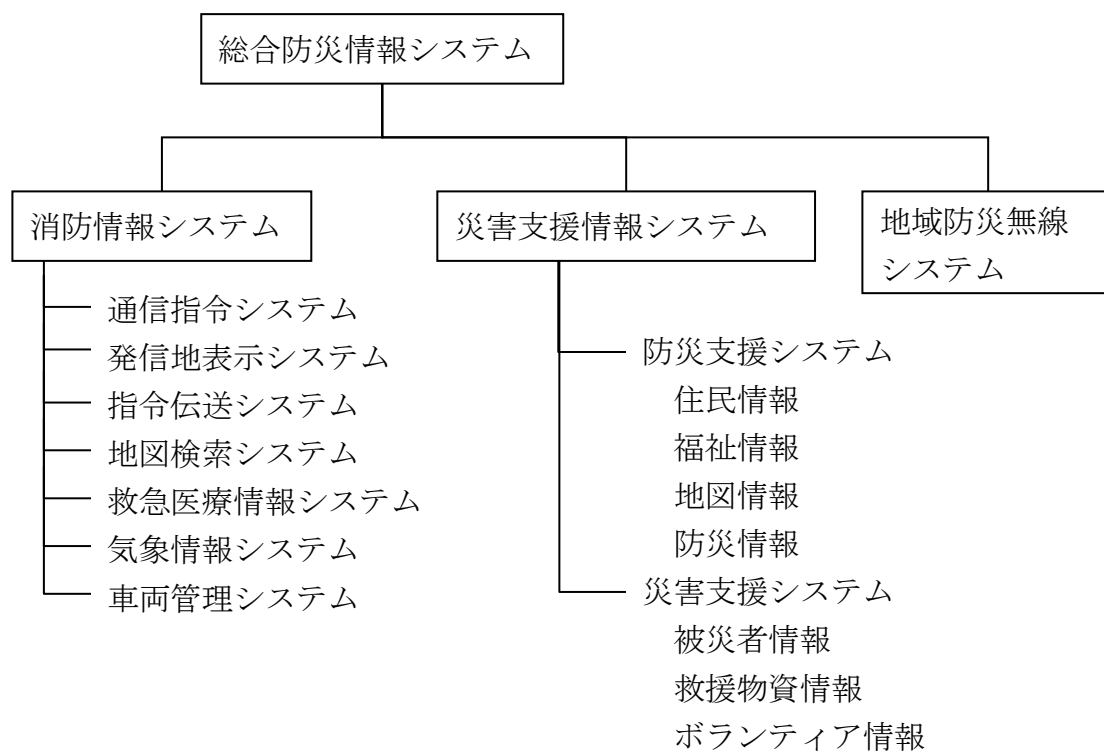 総合防災情報システム
消防情報システム
通信指令システム
発信地表示システム
指令伝送システム
地図検索システム
救急医療情報システム
気象情報システム
車両管理システム
災害支援情報システム
防災支援システム
住民情報
福祉情報
地図情報
防災情報
災害支援システム
被災者情報
救援物資情報
ボランティア情報
地域防災無線
システム